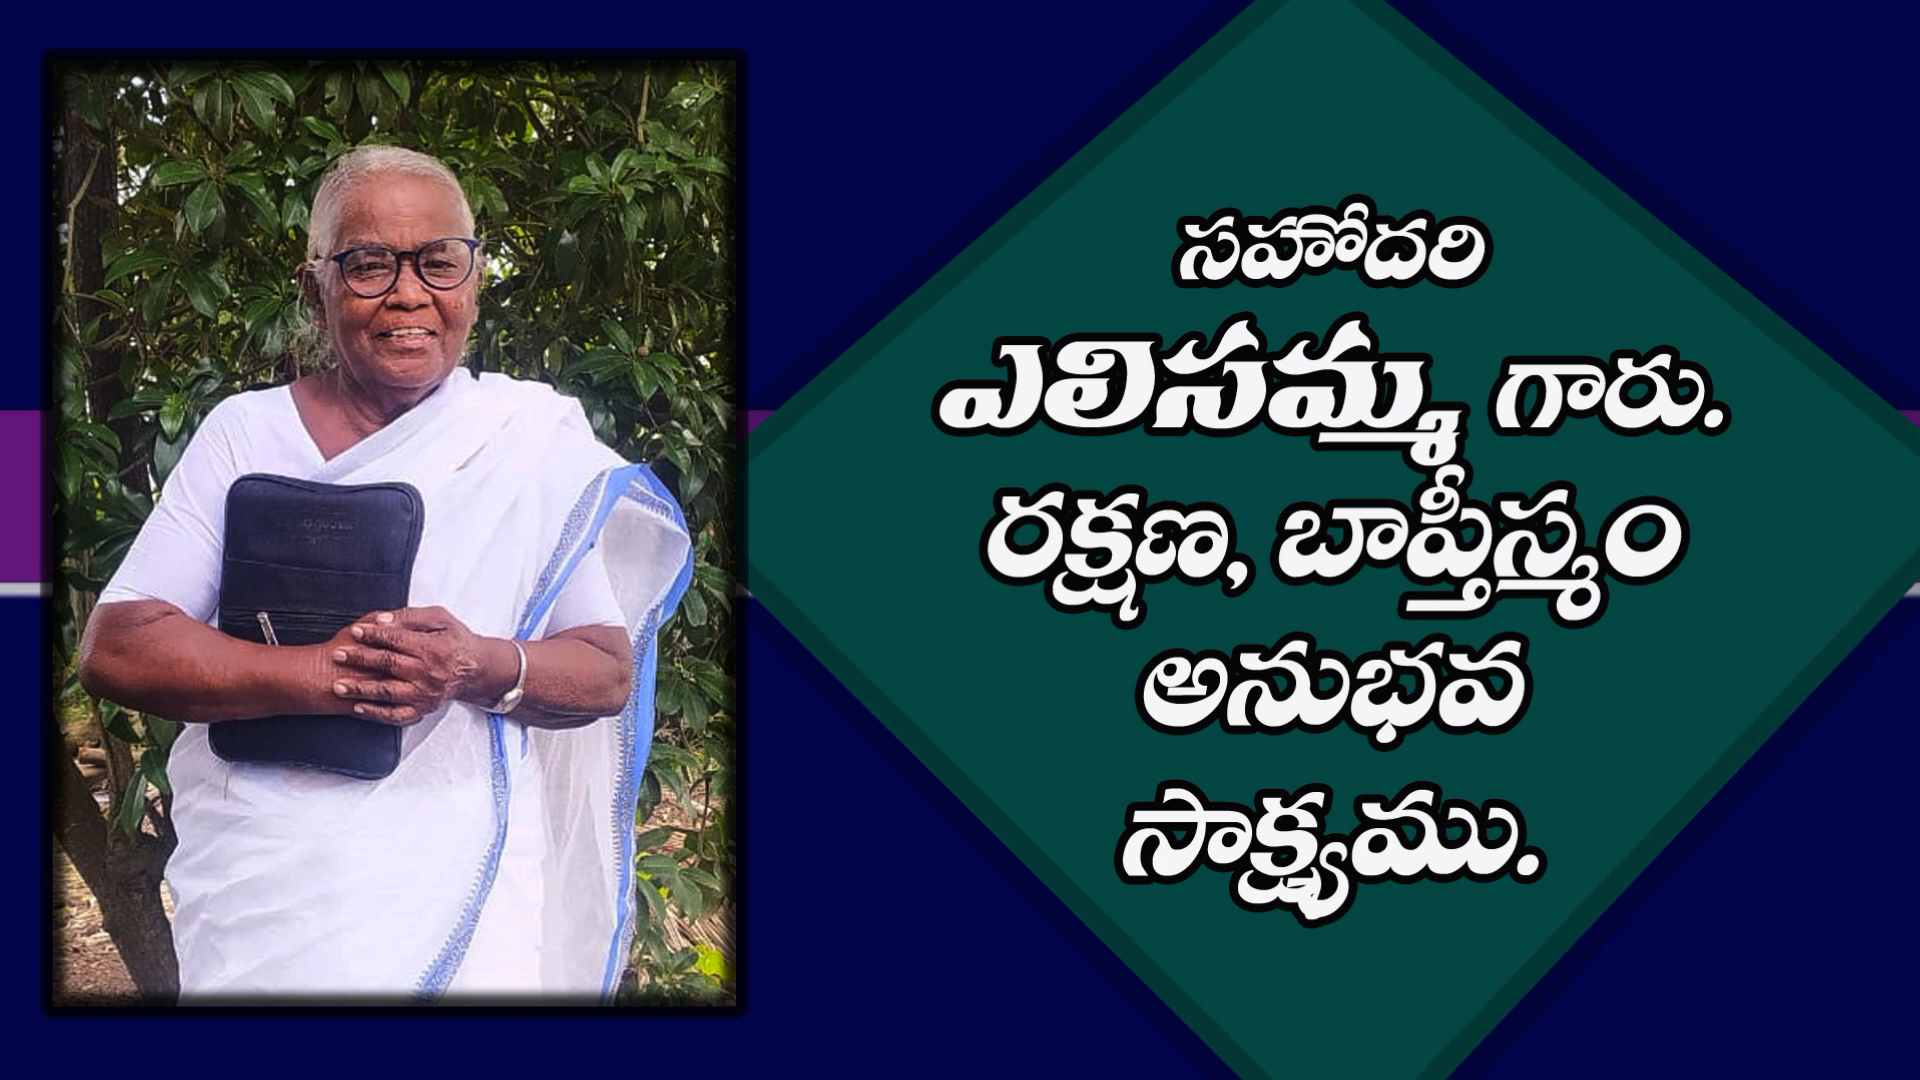 సహోదరి
ఎలిసమ్మ గారు.
రక్షణ, బాప్తీస్మం
అనుభవ
సాక్ష్యము.